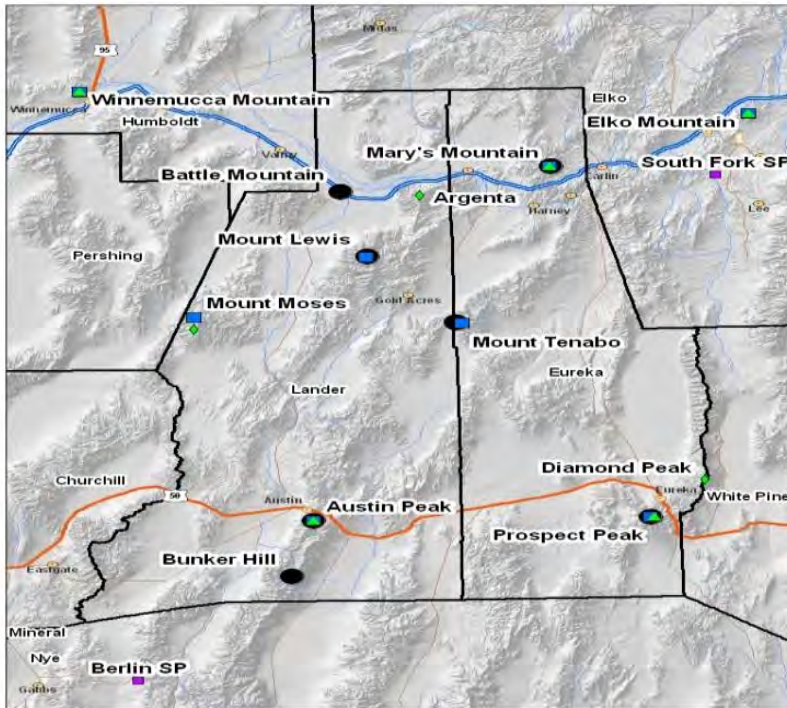 Midas
95
Winnemucca
Winnemucca Mountain
Humboldt
Elko
Elko Mountain
Valmy
Mary's Mountain
Carlin
South Fork SP
Battle Mountain
Argenta
Harney
Lee
Mount Lewis
Pershing
Gold Acres
Mount Moses
Mount Tenabo
Lander
Eureka
Diamond Peak
Churchill
50
Austin
Austin Peak
Eureka
White Pine
Prospect Peak
Bunker Hill
Eastgate
Mineral
Nye
Berlin SP
Gabbs